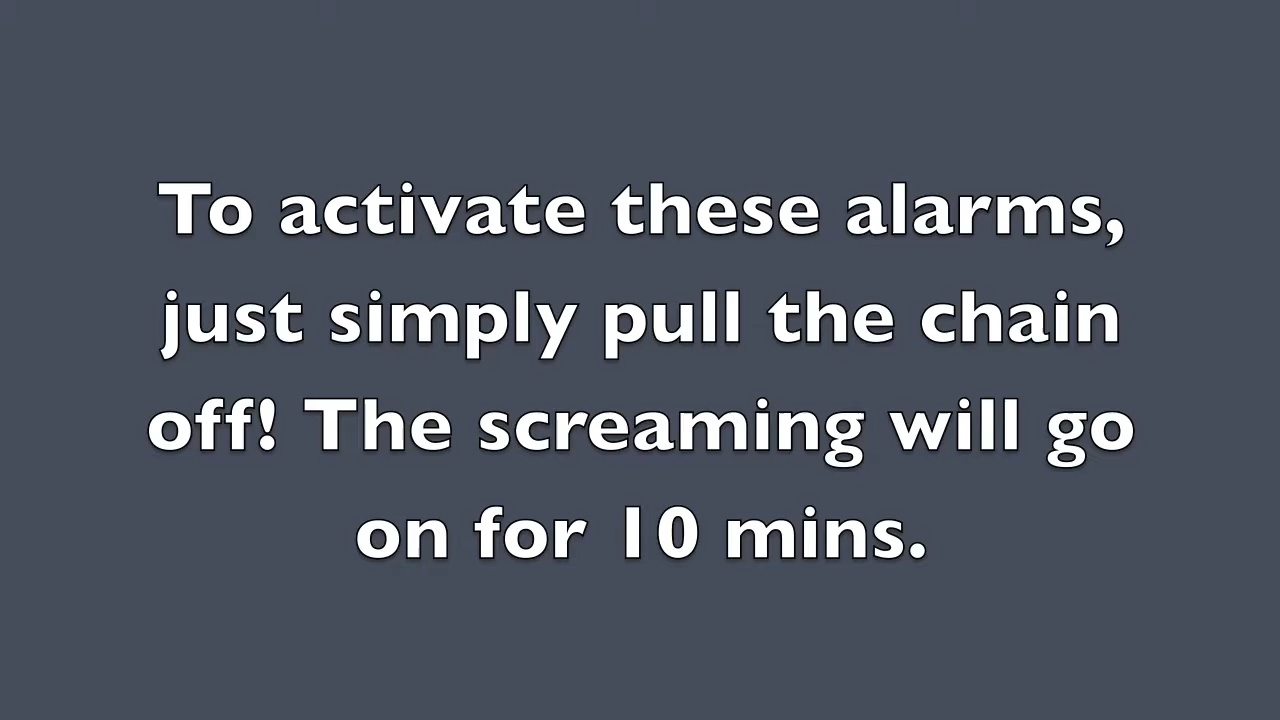 To activate these alarms,
just simply pull the chain
off! The screaming will go
on for 10 mins.